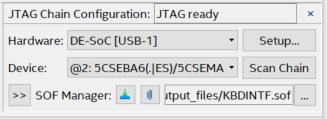 JTAG Chain Configuration: JTAG ready ×
Hardware: DE-SoC [USB-1] Setup...
Device: @2: 5CSEBA6(.|ES)/5CSEMA Scan Chain
>> SOF Manager: utput_files/KBDINTF.sof ...